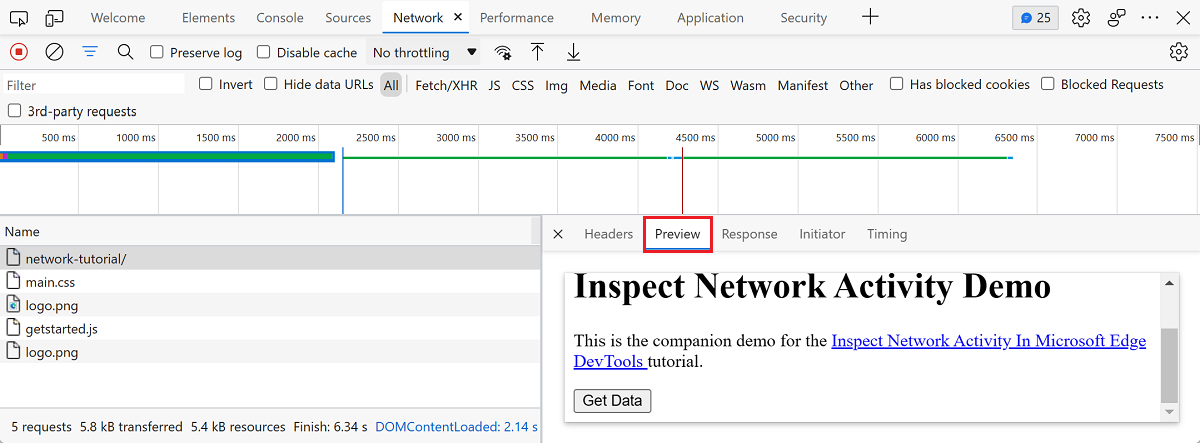 Welcome Elements Console Sources Network Performance Memory Application Security 25
Preserve log Disable cache No throttling
Filter Invert Hide data URLs All Fetch/XHR JS CSS Img Media Font Doc WS Wasm Manifest Other Has blocked cookies Blocked Requests
3rd-party requests
500 ms 1000 ms 1500 ms 2000 ms 2500 ms 3000 ms 3500 ms 4000 ms 4500 ms 5000 ms 5500 ms 6000 ms 6500 ms 7000 ms 7500 ms
Name
network-tutorial/
main.css
logo.png
getstarted.js
logo.png
5 requests 5.8 kB transferred 5.4 kB resources Finish: 6.34 s DOMContentLoaded: 2.14 s
Headers Preview Response Initiator Timing
Inspect Network Activity Demo
This is the companion demo for the Inspect Network Activity In Microsoft Edge
DevTools tutorial.
Get Data